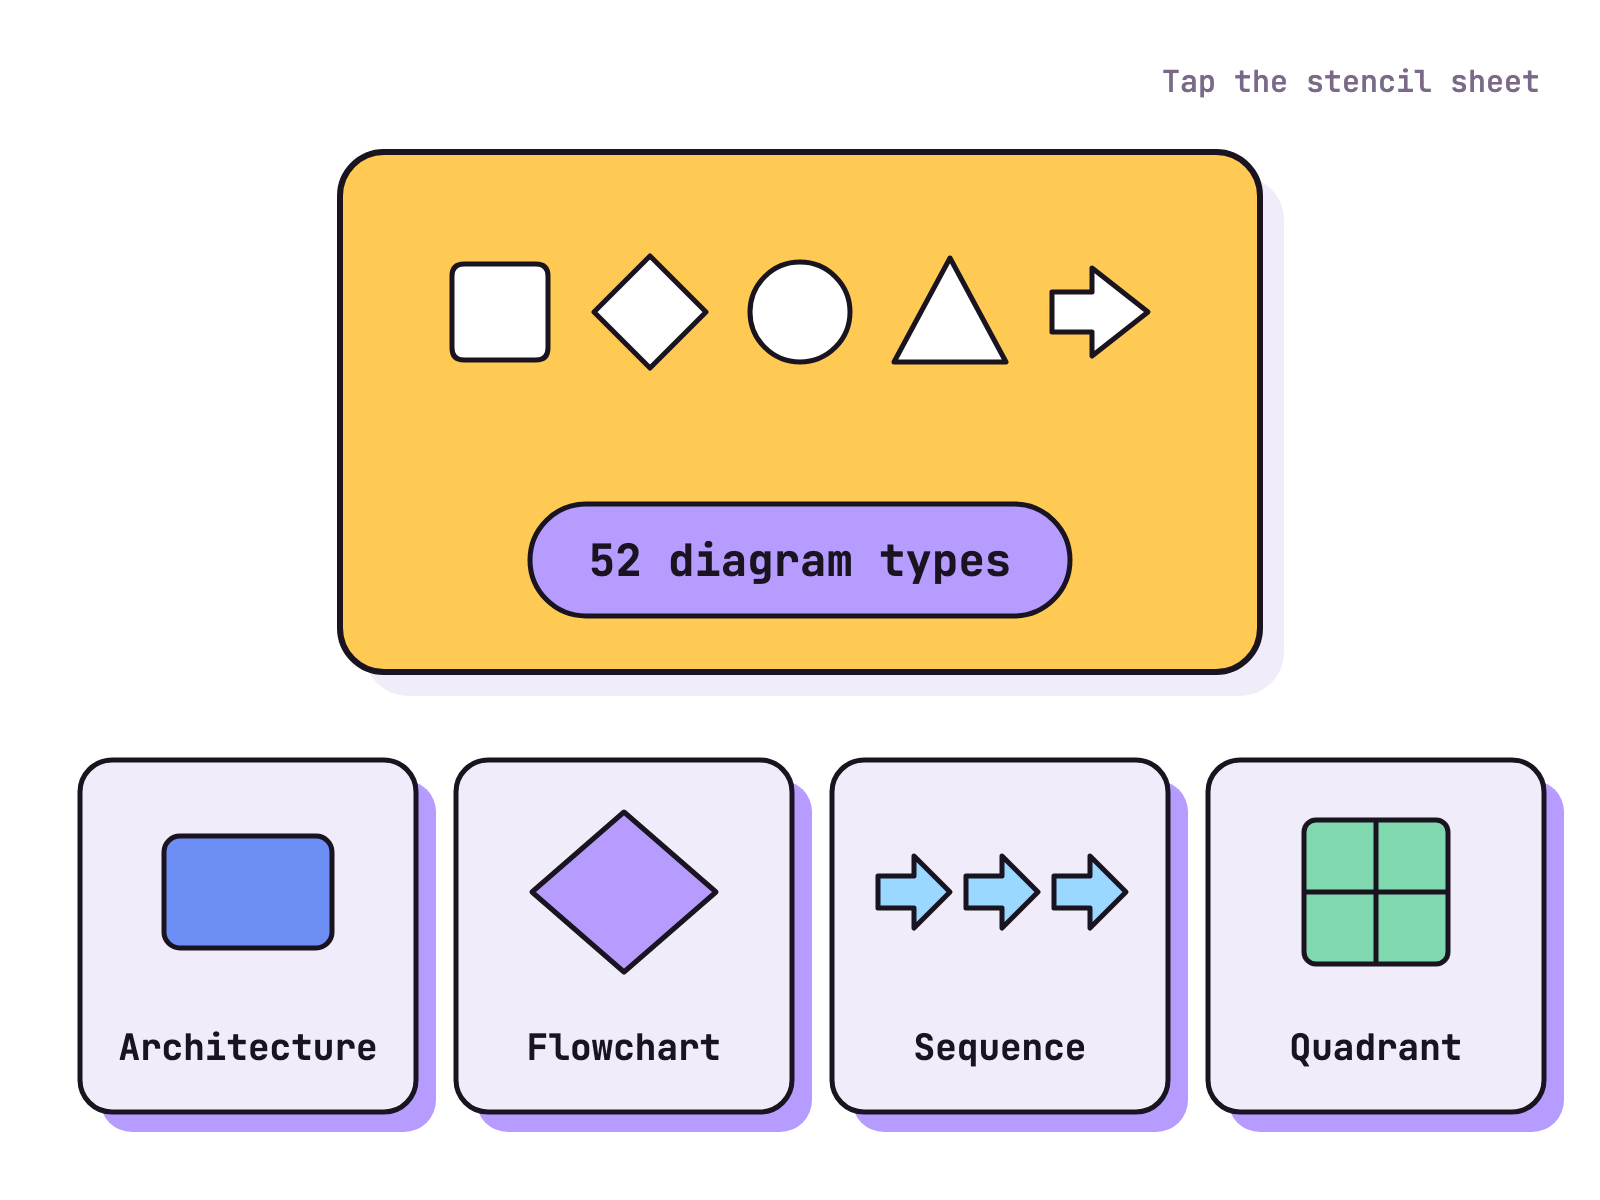 Tap the stencil sheet
52 diagram types
Architecture
Flowchart
Sequence
Quadrant